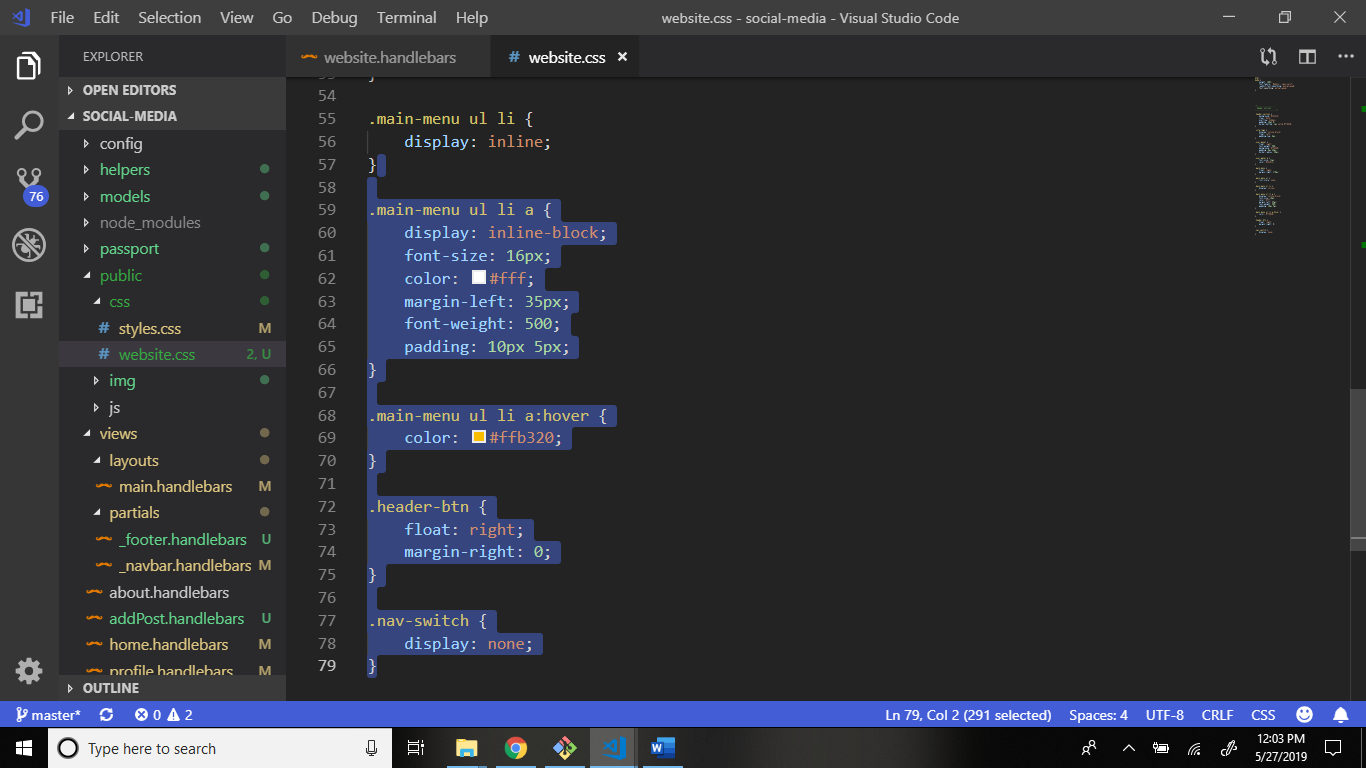 File Edit Selection View Go Debug Terminal Help
website.css - social-media - Visual Studio Code
EXPLORER
OPEN EDITORS
SOCIAL-MEDIA
config
helpers
models
node_modules
passport
public
css
# styles.css M
# website.css 2, U
img
js
views
layouts
main.handlebars M
partials
_footer.handlebars U
_navbar.handlebars M
about.handlebars
addPost.handlebars U
home.handlebars M
profile.handlebars M
OUTLINE
76
website.handlebars # website.css ×
54
55 .main-menu ul li {
56     display: inline;
57 }
58
59 .main-menu ul li a {
60     display: inline-block;
61     font-size: 16px;
62     color: #fff;
63     margin-left: 35px;
64     font-weight: 500;
65     padding: 10px 5px;
66 }
67
68 .main-menu ul li a:hover {
69     color: #ffb320;
70 }
71
72 .header-btn {
73     float: right;
74     margin-right: 0;
75 }
76
77 .nav-switch {
78     display: none;
79 }
master* 0 2 Ln 79, Col 2 (291 selected) Spaces: 4 UTF-8 CRLF CSS
Type here to search
12:03 PM
5/27/2019